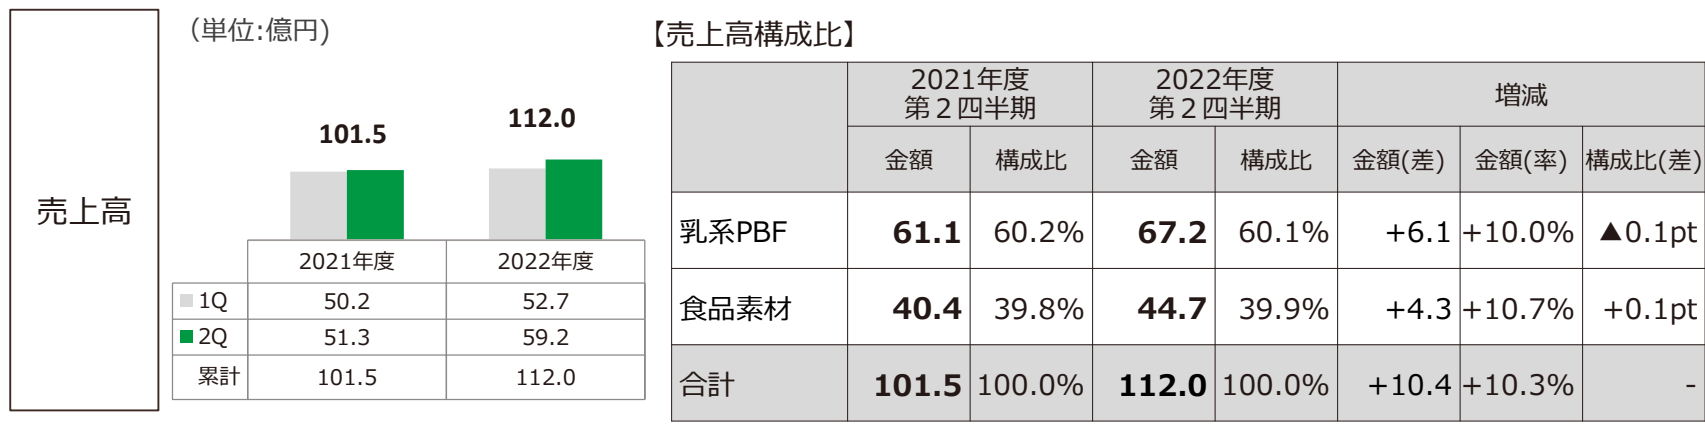 売上高
（単位:億円)
101.5
112.0
2021年度 2022年度
1Q 50.2 52.7
2Q 51.3 59.2
累計 101.5 112.0
【売上高構成比】
2021年度 2022年度 増減
第２四半期 第２四半期
金額 構成比 金額 構成比 金額(差) 金額(率) 構成比(差)
乳系PBF 61.1 60.2% 67.2 60.1% +6.1 +10.0% ▲0.1pt
食品素材 40.4 39.8% 44.7 39.9% +4.3 +10.7% +0.1pt
合計 101.5 100.0% 112.0 100.0% +10.4 +10.3% -